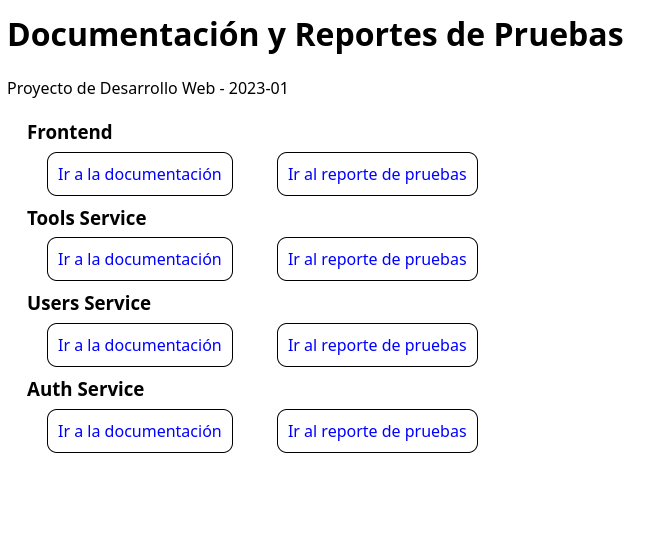 Documentación y Reportes de Pruebas
Proyecto de Desarrollo Web - 2023-01
Frontend
Ir a la documentación Ir al reporte de pruebas
Tools Service
Ir a la documentación Ir al reporte de pruebas
Users Service
Ir a la documentación Ir al reporte de pruebas
Auth Service
Ir a la documentación Ir al reporte de pruebas